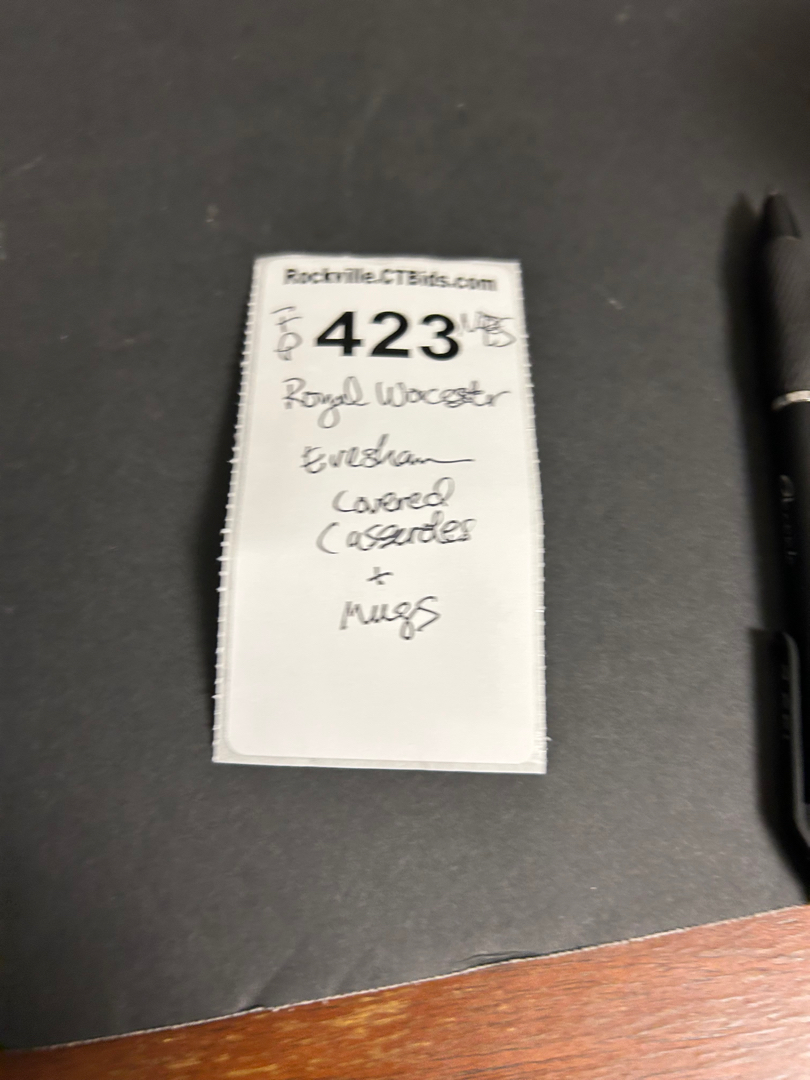 Rockville.CTBids.com
423
Royal Worcester
Evesham
Covered
Casseroles
+
Mugs